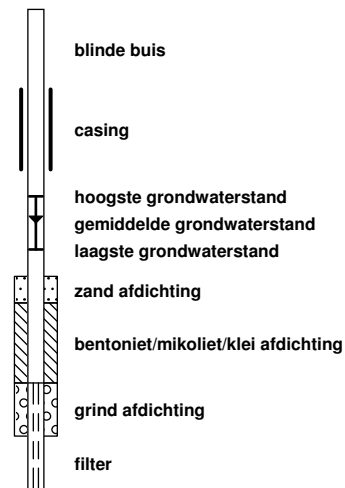 blinde buis
casing
hoogste grondwaterstand
gemiddelde grondwaterstand
laagste grondwaterstand
zand afdichting
bentoniet/mikoliet/klei afdichting
grind afdichting
filter